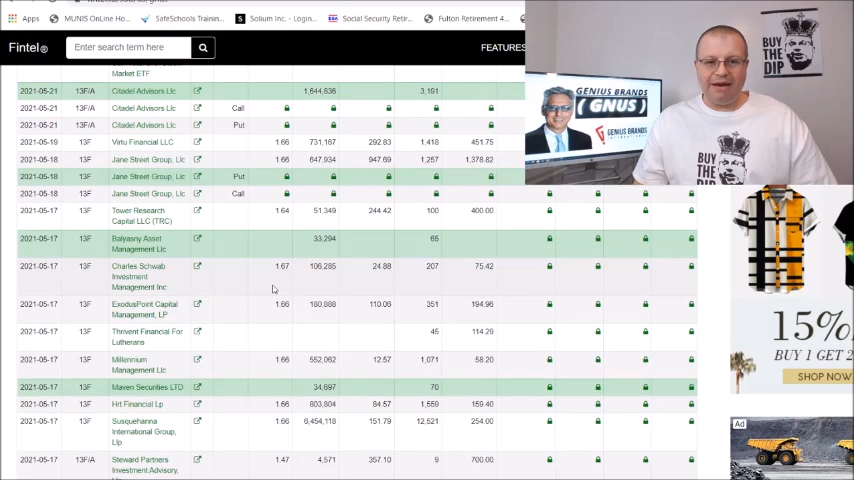 Apps MUNIS OnLine Ho... SafeSchools Trainin... Solium Inc. - Login... Social Security Retir... Fulton Retirement 4...
Fintel® Enter search term here FEATURES
Market ETF
2021-05-21 13F/A Citadel Advisors Llc 1,644,836 3,191
2021-05-21 13F/A Citadel Advisors Llc Call
2021-05-21 13F/A Citadel Advisors Llc Put
2021-05-19 13F Virtu Financial LLC 1.66 731,167 292.83 1,418 451.75
2021-05-18 13F Jane Street Group, Llc 1.66 647,934 947.69 1,257 1,378.82
2021-05-18 13F Jane Street Group, Llc Put
2021-05-18 13F Jane Street Group, Llc Call
2021-05-17 13F Tower Research Capital LLC (TRC) 1.64 51,349 244.42 100 400.00
2021-05-17 13F Balyasny Asset Management Llc 33,294 65
2021-05-17 13F Charles Schwab Investment Management Inc 1.67 106,285 24.88 207 75.42
2021-05-17 13F ExodusPoint Capital Management, LP 1.66 180,888 110.06 351 194.96
2021-05-17 13F Thrivent Financial For Lutherans 45 114.29
2021-05-17 13F Millennium Management Llc 1.66 552,062 12.57 1,071 58.20
2021-05-17 13F Maven Securities LTD 34,697 70
2021-05-17 13F Hrt Financial Lp 1.66 803,804 84.57 1,559 159.40
2021-05-17 13F Susquehanna International Group, Llp 1.66 6,454,118 151.79 12,521 254.00
2021-05-17 13F/A Steward Partners Investment Advisory, 1.47 4,571 357.10 9 700.00
GENIUS BRANDS
(GNUS)
GENIUS BRANDS
BUY
THE
DIP
BUY
THE
DIP
15%
BUY 1 GET 2
SHOP NOW
Ad